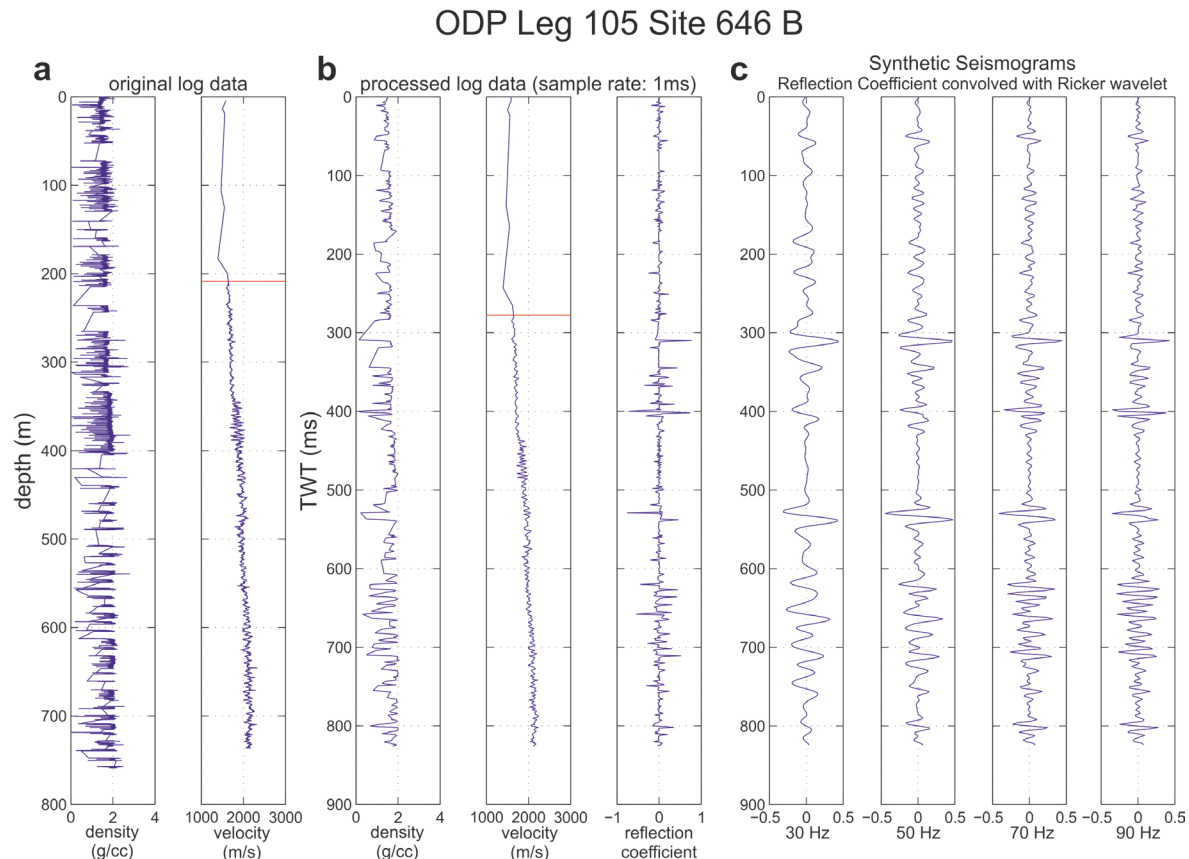 ODP Leg 105 Site 646 B
a
original log data
0
100
200
300
400
500
600
700
800
depth (m)
0 2 4
density
(g/cc)
1000 2000 3000
velocity
(m/s)
b
processed log data (sample rate: 1ms)
0
100
200
300
400
500
600
700
800
900
TWT (ms)
0 2 4
density
(g/cc)
1000 2000 3000
velocity
(m/s)
−1 0 1
reflection
coefficient
c
Synthetic Seismograms
Reflection Coefficient convolved with Ricker wavelet
0
100
200
300
400
500
600
700
800
900
−0.5 0 0.5
30 Hz
−0.5 0 0.5
50 Hz
−0.5 0 0.5
70 Hz
−0.5 0 0.5
90 Hz